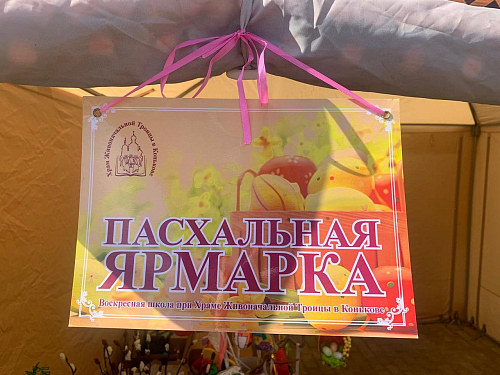 Храм Живоначальной Троицы в Конькове
ПАСХАЛЬНАЯ
ЯРМАРКА
Воскресная школа при Храме Живоначальной Троицы в Конькове